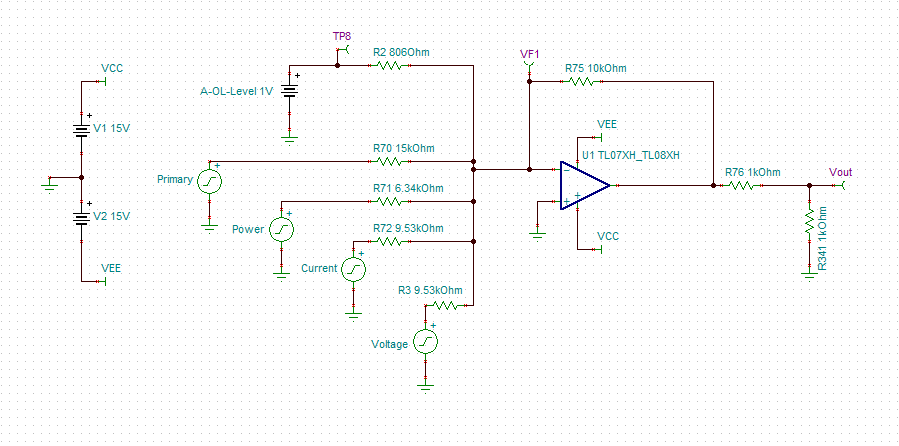 TP8
R2 806Ohm
VF1
VCC
R75 10kOhm
+
A-OL-Level 1V
+
V1 15V
VEE
R70 15kOhm
U1 TL07XH_TL08XH
+
Primary
-
R76 1kOhm
Vout
R71 6.34kOhm
+
+
+
V2 15V
+
Power
R72 9.53kOhm
VCC
R341 1kOhm
+
Current
VEE
R3 9.53kOhm
+
Voltage